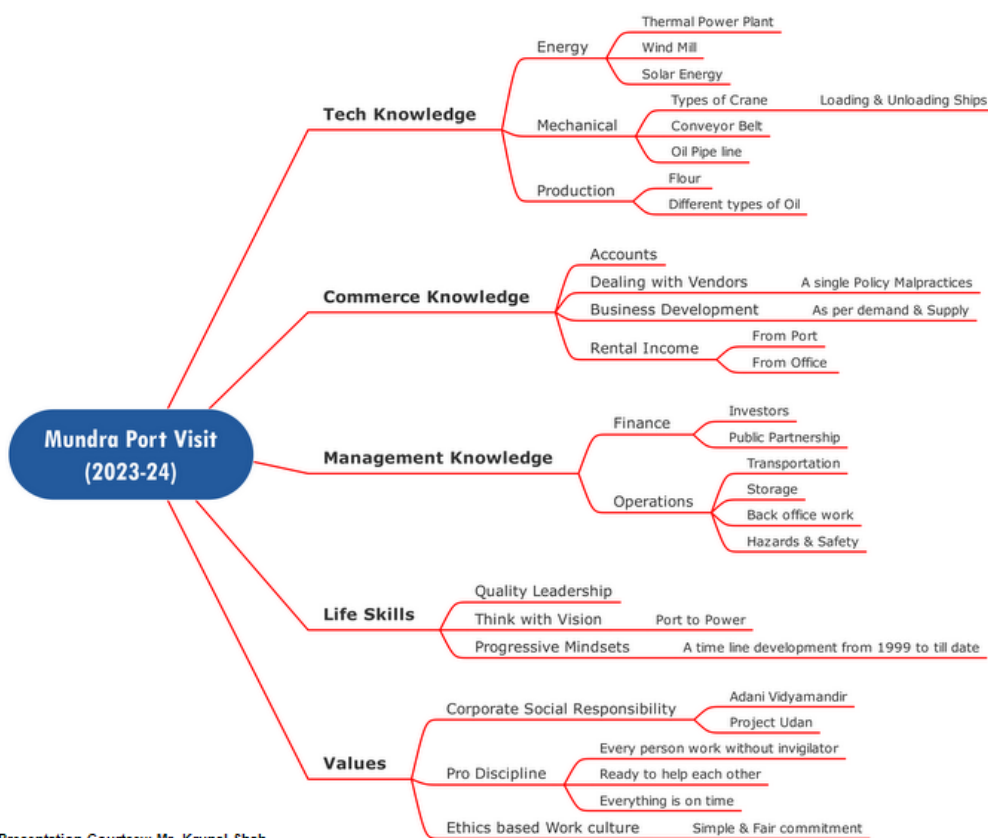 Mundra Port Visit
(2023-24)
Tech Knowledge
Energy
Thermal Power Plant
Wind Mill
Solar Energy
Mechanical
Types of Crane
Loading & Unloading Ships
Conveyor Belt
Oil Pipe line
Production
Flour
Different types of Oil
Commerce Knowledge
Accounts
Dealing with Vendors
A single Policy Malpractices
Business Development
As per demand & Supply
Rental Income
From Port
From Office
Management Knowledge
Finance
Investors
Public Partnership
Operations
Transportation
Storage
Back office work
Hazards & Safety
Life Skills
Quality Leadership
Think with Vision
Port to Power
Progressive Mindsets
A time line development from 1999 to till date
Values
Corporate Social Responsibility
Adani Vidyamandir
Project Udan
Pro Discipline
Every person work without invigilator
Ready to help each other
Everything is on time
Ethics based Work culture
Simple & Fair commitment
Presentation Courtesy: Mr. Shah